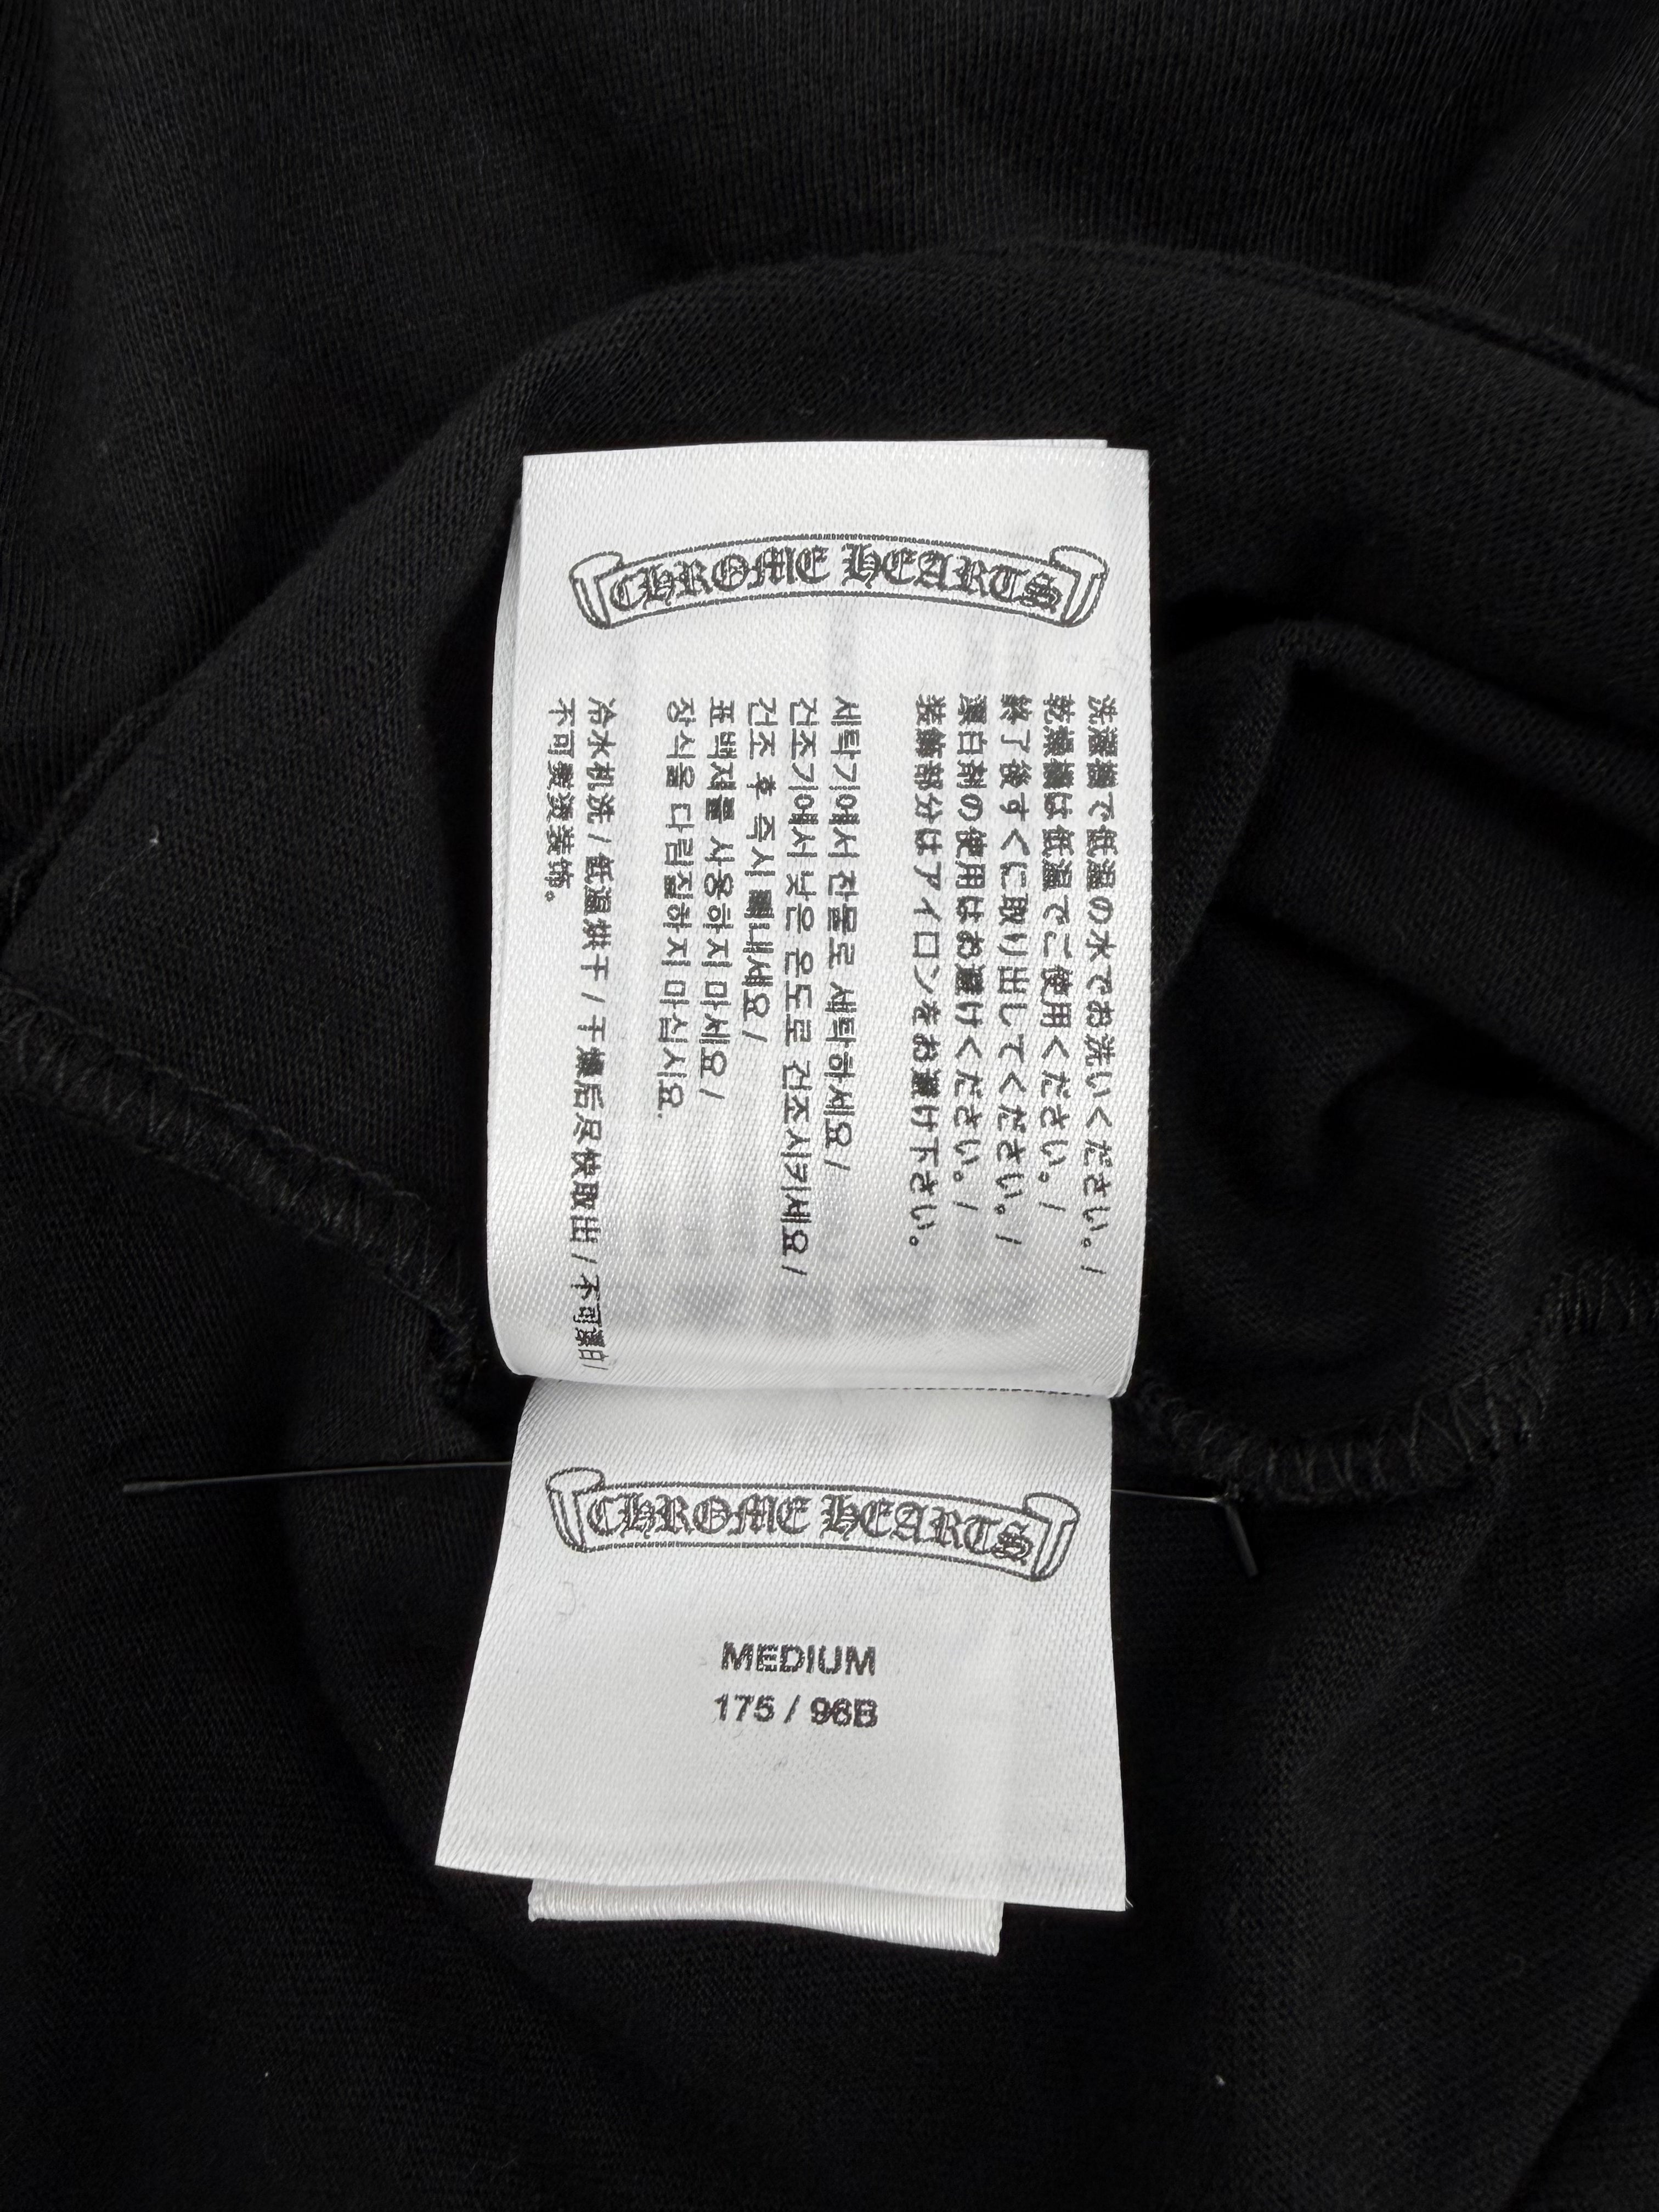 CHROME HEARTS
洗濯機で低温の水でお洗いください。/
乾燥機は低温でご使用ください。/
終了後すぐに取り出してください。/
漂白剤の使用はお避けください。/
装飾部分はアイロンをお避け下さい。
세탁기에서 찬물로 세탁하세요 /
건조기에서 낮은 온도로 건조시키세요 /
건조 후 즉시 빼내세요 /
표백제를 사용하지 마세요 /
장식을 다림질하지 마십시요.
冷水机洗 / 低温烘干 / 干燥后尽快取出 / 不可漂白/
不可熨烫装饰。
CHROME HEARTS
MEDIUM
175 / 96B